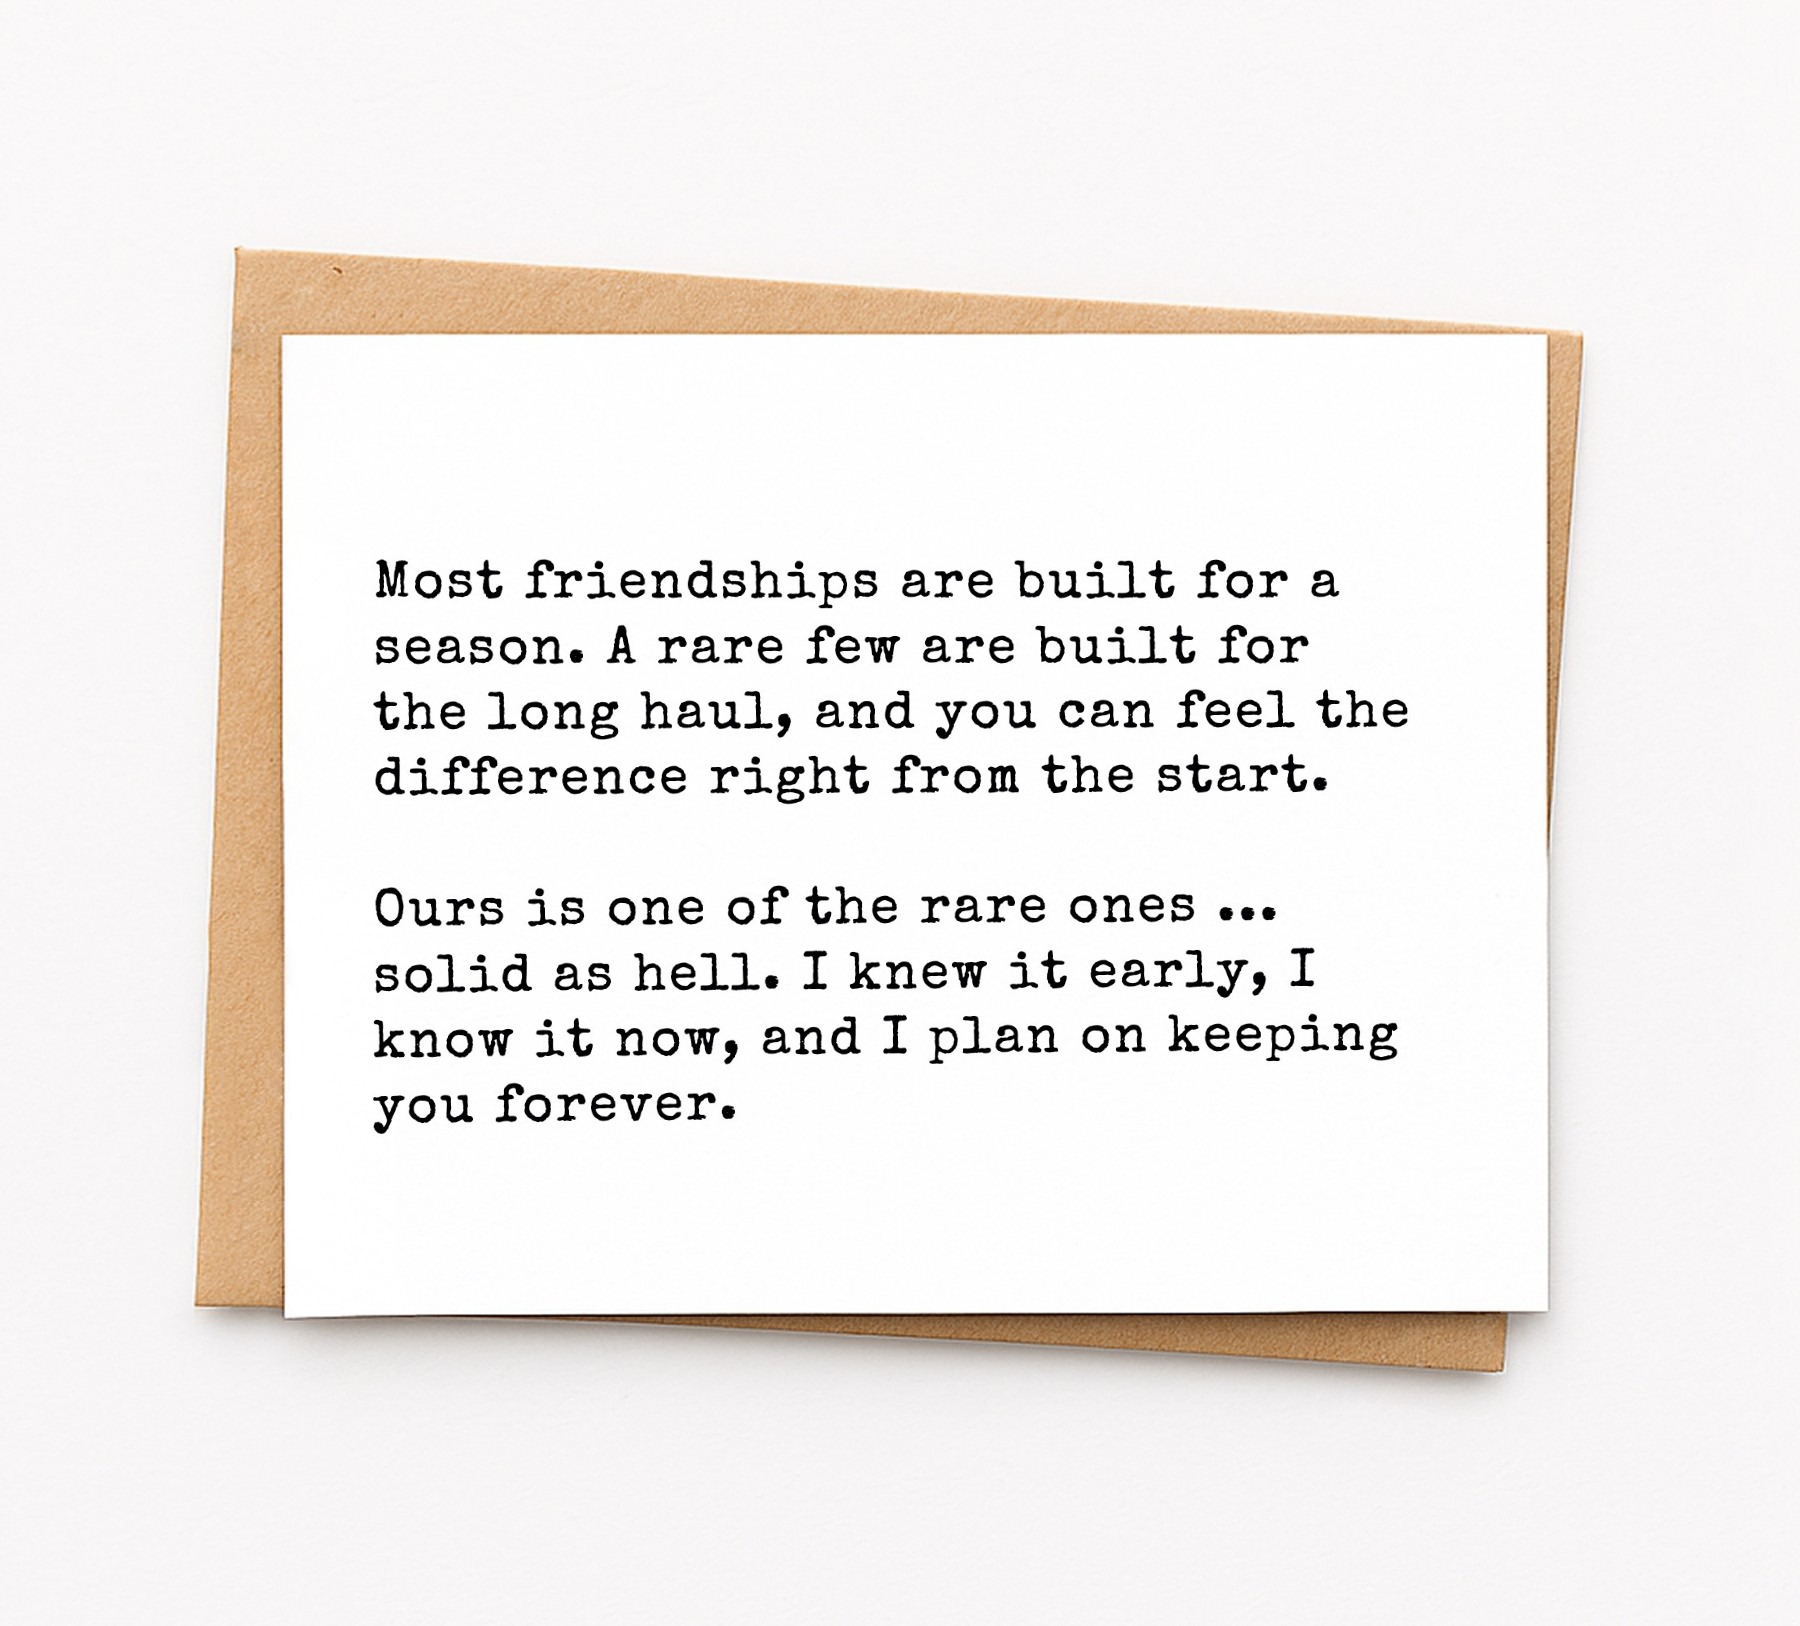 Most friendships are built for a
season. A rare few are built for
the long haul, and you can feel the
difference right from the start.
Ours is one of the rare ones ...
solid as hell. I knew it early, I
know it now, and I plan on keeping
you forever.